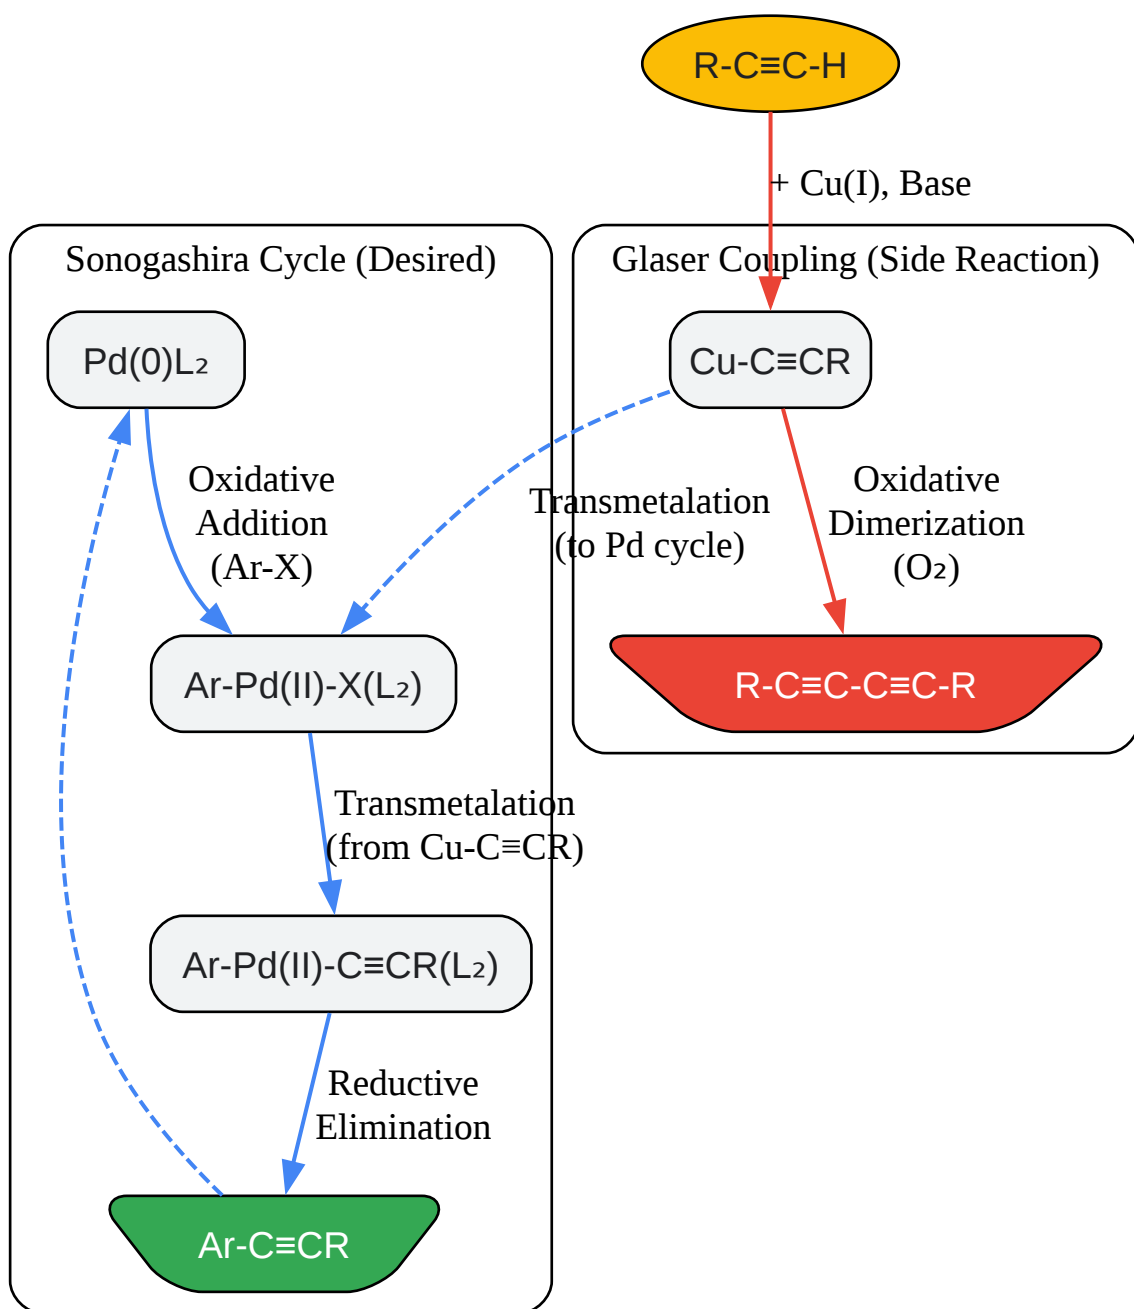 R-C≡C-H
+ Cu(I), Base
Sonogashira Cycle (Desired)
Glaser Coupling (Side Reaction)
Pd(0)L₂
Cu-C≡CR
Oxidative
Addition
(Ar-X)
Transmetalation
(to Pd cycle)
Oxidative
Dimerization
(O₂)
Ar-Pd(II)-X(L₂)
R-C≡C-C≡C-R
Transmetalation
(from Cu-C≡CR)
Ar-Pd(II)-C≡CR(L₂)
Reductive
Elimination
Ar-C≡CR